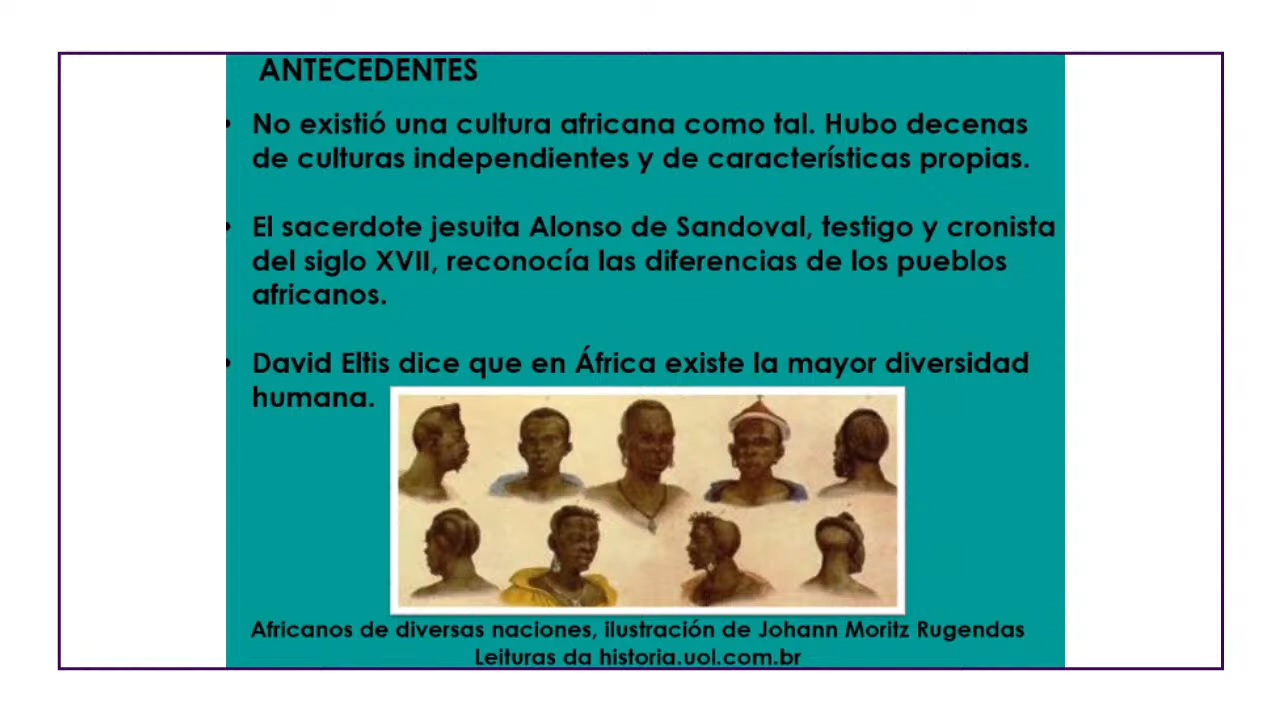 ANTECEDENTES
• No existió una cultura africana como tal. Hubo decenas
de culturas independientes y de características propias.
• El sacerdote jesuita Alonso de Sandoval, testigo y cronista
del siglo XVII, reconocía las diferencias de los pueblos
africanos.
• David Eltis dice que en África existe la mayor diversidad
humana.
Africanos de diversas naciones, ilustración de Johann Moritz Rugendas
Leituras da historia.uol.com.br